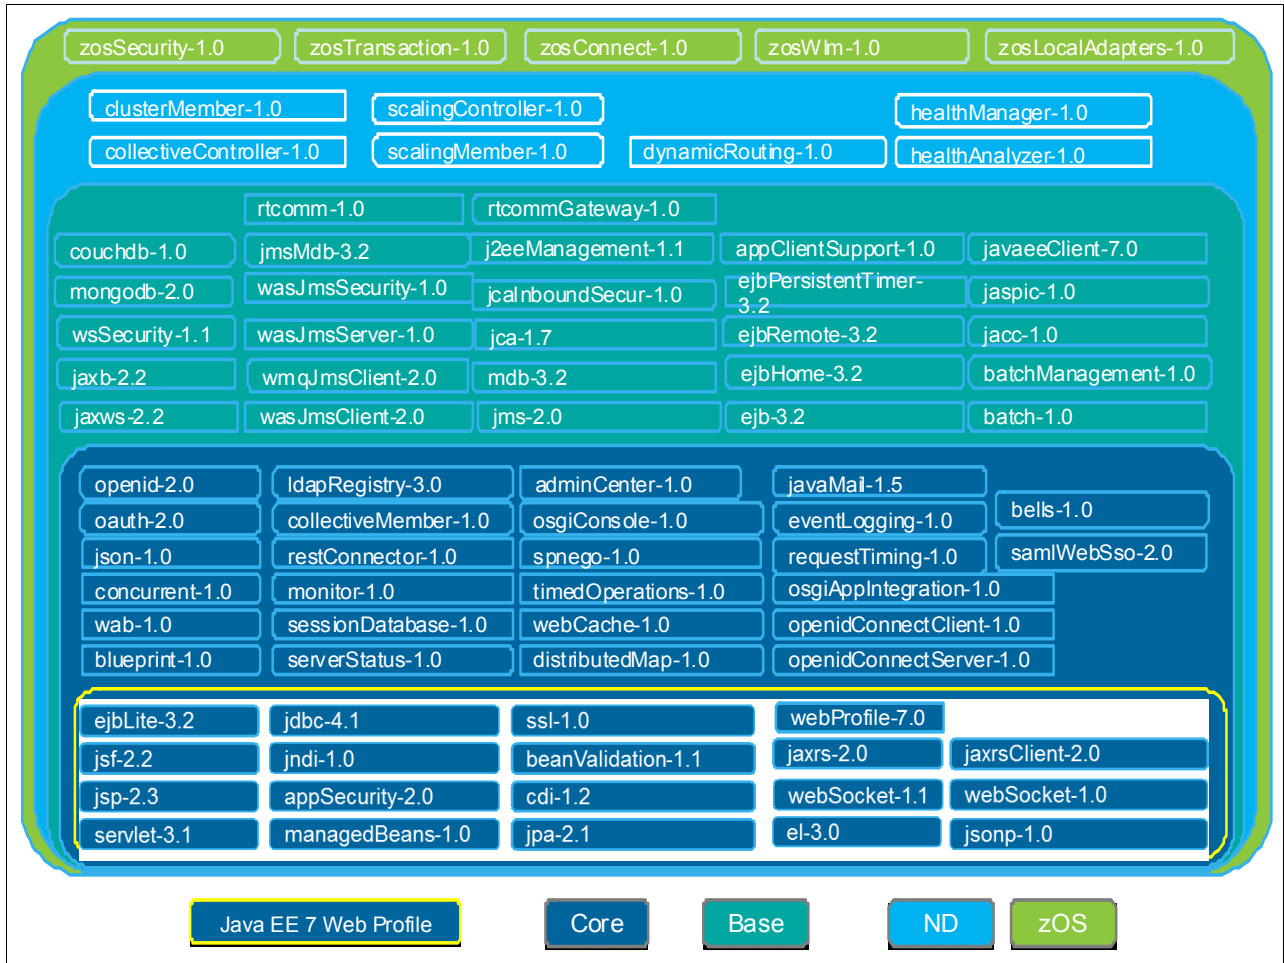 zosSecurity-1.0 zosTransaction-1.0 zosConnect-1.0 zosWlm-1.0 zosLocalAdapters-1.0
clusterMember-1.0 scalingController-1.0 healthManager-1.0
collectiveController-1.0 scalingMember-1.0 dynamicRouting-1.0 healthAnalyzer-1.0
rtcomm-1.0 rtcommGateway-1.0
couchdb-1.0 jmsMdb-3.2 j2eeManagement-1.1 appClientSupport-1.0 javaeeClient-7.0
mongodb-2.0 wasJmsSecurity-1.0 jcaInboundSecur-1.0 ejbPersistentTimer-
3.2 jaspic-1.0
wsSecurity-1.1 wasJmsServer-1.0 jca-1.7 ejbRemote-3.2 jacc-1.0
jaxb-2.2 wmqJmsClient-2.0 mdb-3.2 ejbHome-3.2 batchManagement-1.0
jaxws-2.2 wasJmsClient-2.0 jms-2.0 ejb-3.2 batch-1.0
openid-2.0 ldapRegistry-3.0 adminCenter-1.0 javaMail-1.5
oauth-2.0 collectiveMember-1.0 osgiConsole-1.0 eventLogging-1.0 bells-1.0
json-1.0 restConnector-1.0 spnego-1.0 requestTiming-1.0 samlWebSso-2.0
concurrent-1.0 monitor-1.0 timedOperations-1.0 osgiAppIntegration-1.0
wab-1.0 sessionDatabase-1.0 webCache-1.0 openidConnectClient-1.0
blueprint-1.0 serverStatus-1.0 distributedMap-1.0 openidConnectServer-1.0
ejbLite-3.2 jdbc-4.1 ssl-1.0 webProfile-7.0
jsf-2.2 jndi-1.0 beanValidation-1.1 jaxrs-2.0 jaxrsClient-2.0
jsp-2.3 appSecurity-2.0 cdi-1.2 webSocket-1.1 webSocket-1.0
servlet-3.1 managedBeans-1.0 jpa-2.1 el-3.0 jsonp-1.0
Java EE 7 Web Profile Core Base ND zOS